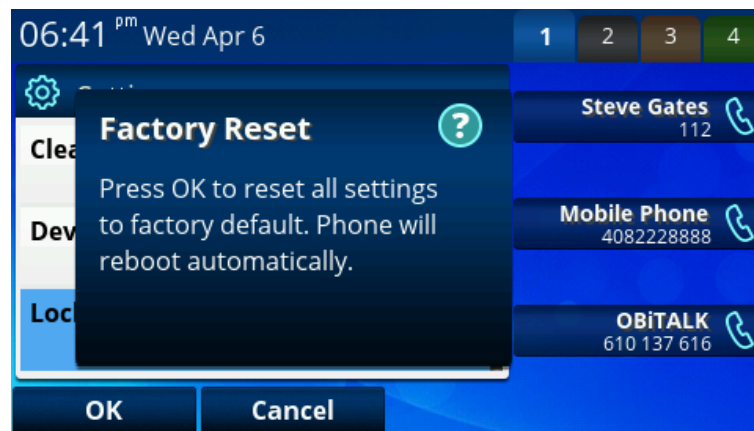 06:41 pm Wed Apr 6
1 2 3 4
Factory Reset ?
Press OK to reset all settings
to factory default. Phone will
reboot automatically.
Steve Gates
112
Mobile Phone
4082228888
OBiTALK
610 137 616
OK Cancel